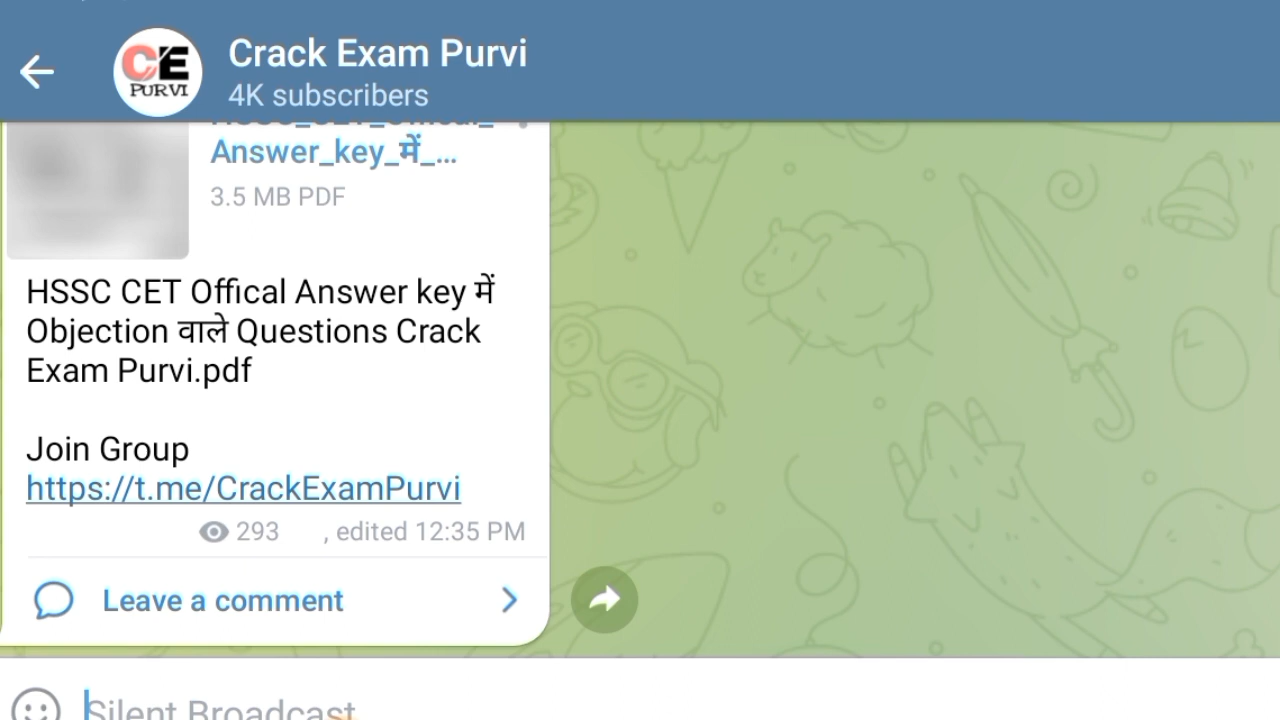 CE
PURVI
Crack Exam Purvi
4K subscribers
Answer_key_में_...
3.5 MB PDF
HSSC CET Offical Answer key में
Objection वाले Questions Crack
Exam Purvi.pdf
Join Group
https://t.me/CrackExamPurvi
293 , edited 12:35 PM
Leave a comment
Silent Broadcast